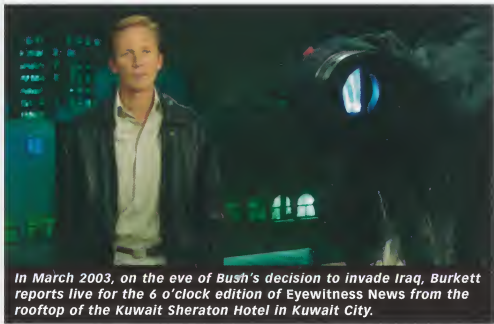 In March 2003, on the eve of Bush's decision to invade Iraq, Burkett
reports live for the 6 o'clock edition of Eyewitness News from the
rooftop of the Kuwait Sheraton Hotel in Kuwait City.